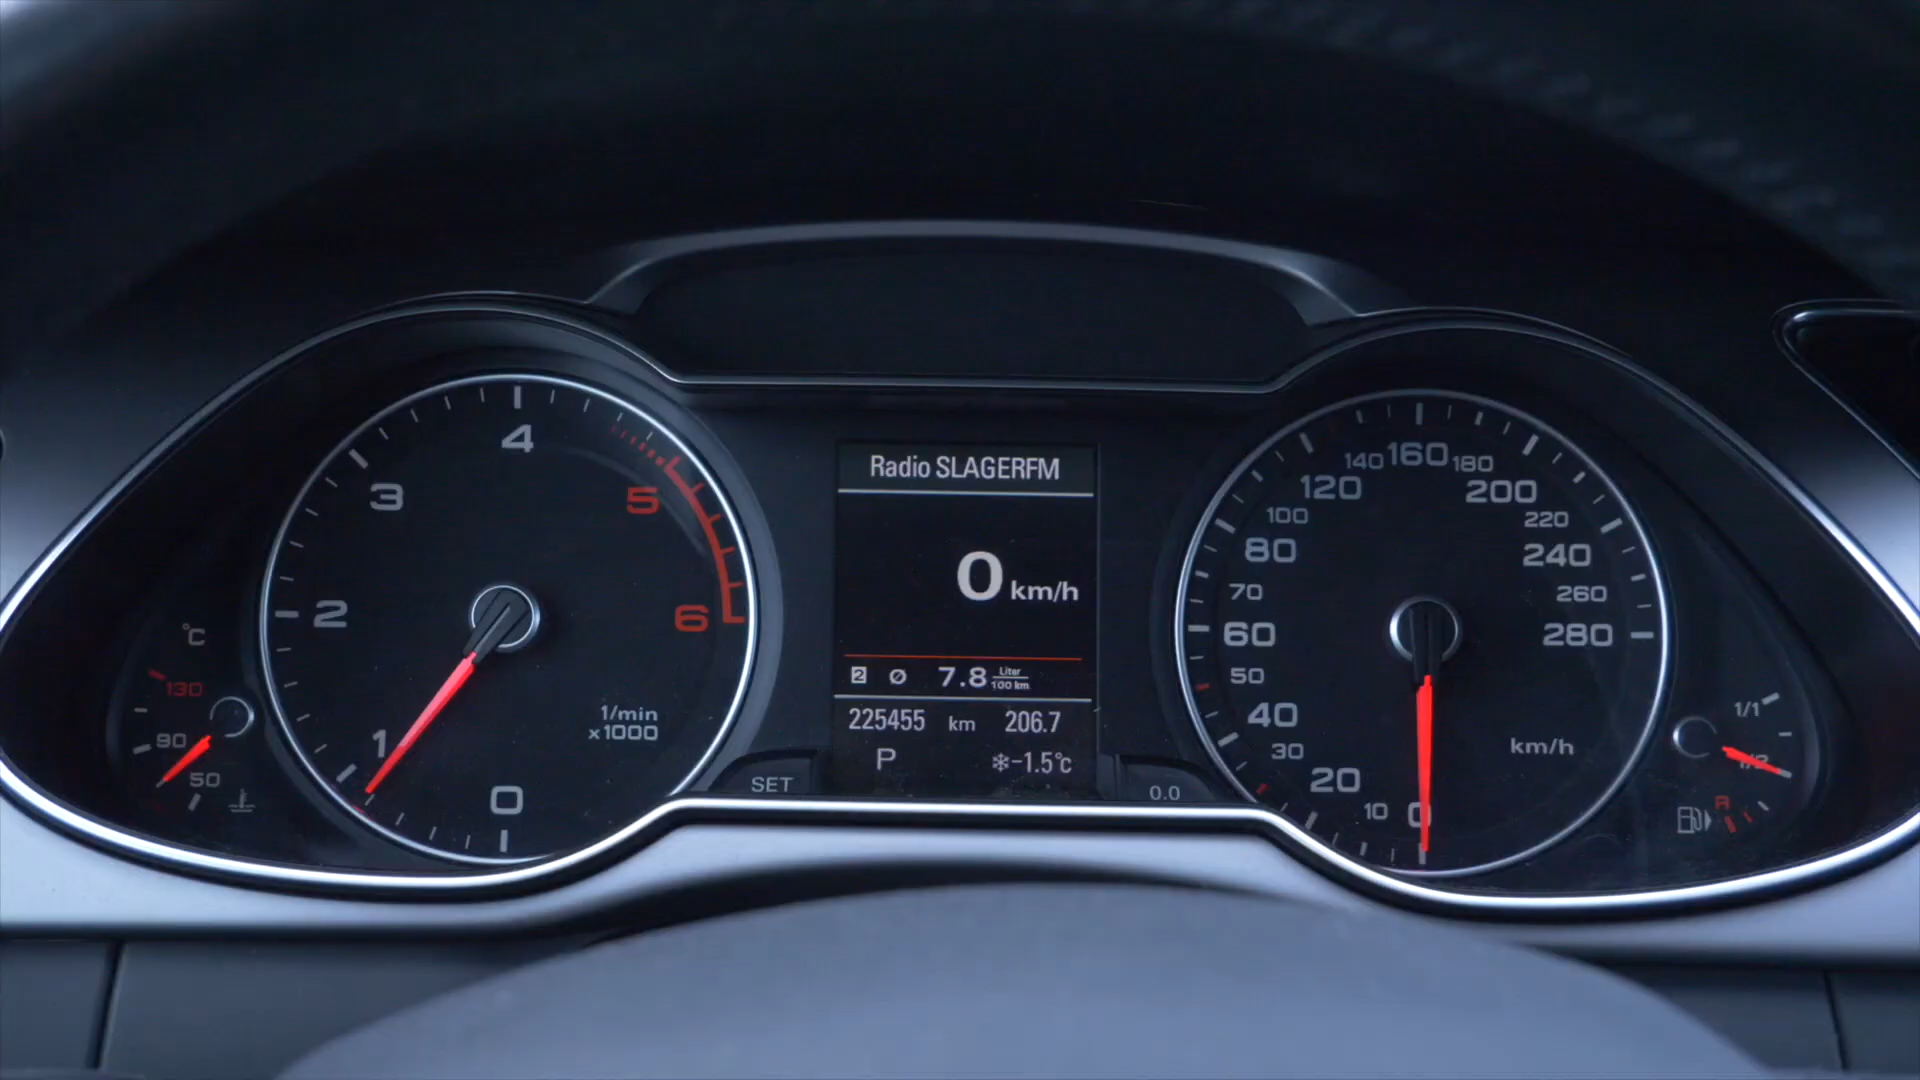 °C
130
90
50
4
3
5
2
6
1
0
1/min
x1000
SET
Radio SLAGERFM
0 km/h
2 Ø 7.8 Liter/100 km
225455 km 206.7
P ❄-1.5°C
0.0
140 160 180
120 200
100 220
80 240
70 260
60 280
50
40
30
20
10 0
km/h
1/1
1/2
R